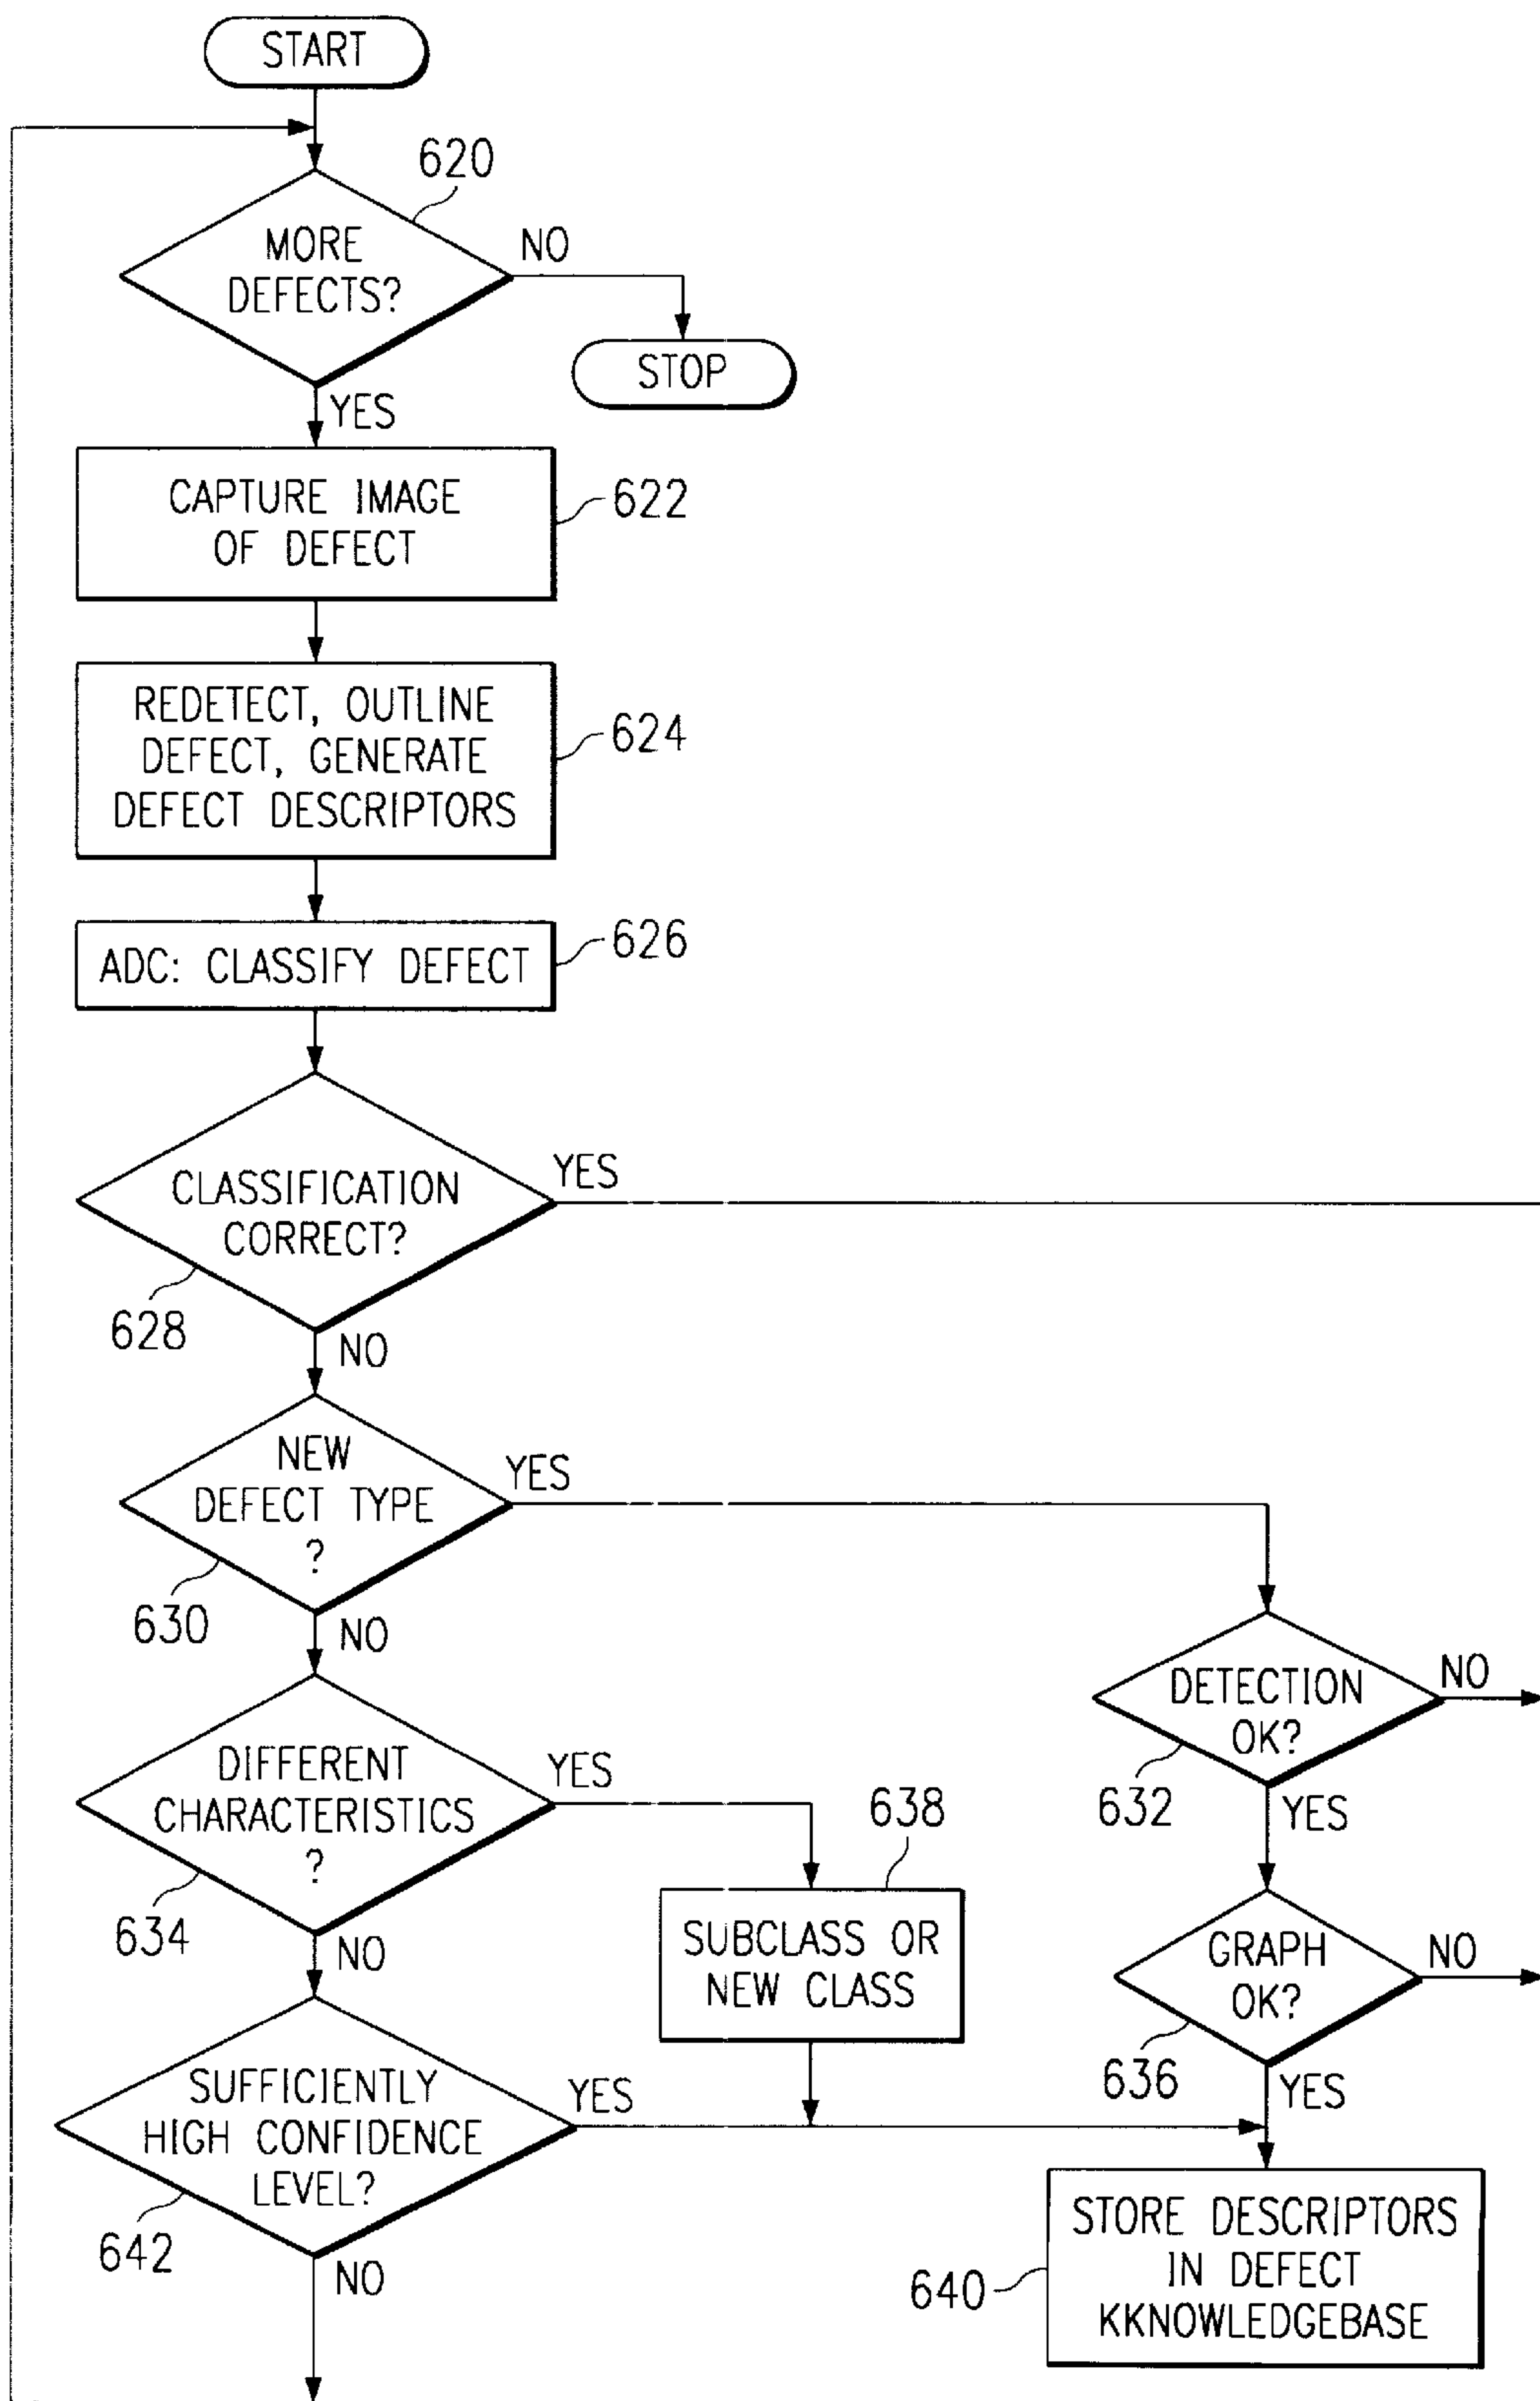 START
620
MORE
DEFECTS?
NO
STOP
YES
CAPTURE IMAGE
OF DEFECT
622
REDETECT, OUTLINE
DEFECT, GENERATE
DEFECT DESCRIPTORS
624
ADC: CLASSIFY DEFECT
626
CLASSIFICATION
CORRECT?
YES
628
NO
NEW
DEFECT TYPE
?
YES
630
NO
DETECTION
OK?
NO
632
YES
DIFFERENT
CHARACTERISTICS
?
YES
634
NO
638
SUBCLASS OR
NEW CLASS
GRAPH
OK?
NO
636
YES
SUFFICIENTLY
HIGH CONFIDENCE
LEVEL?
YES
642
NO
STORE DESCRIPTORS
IN DEFECT
KKNOWLEDGEBASE
640